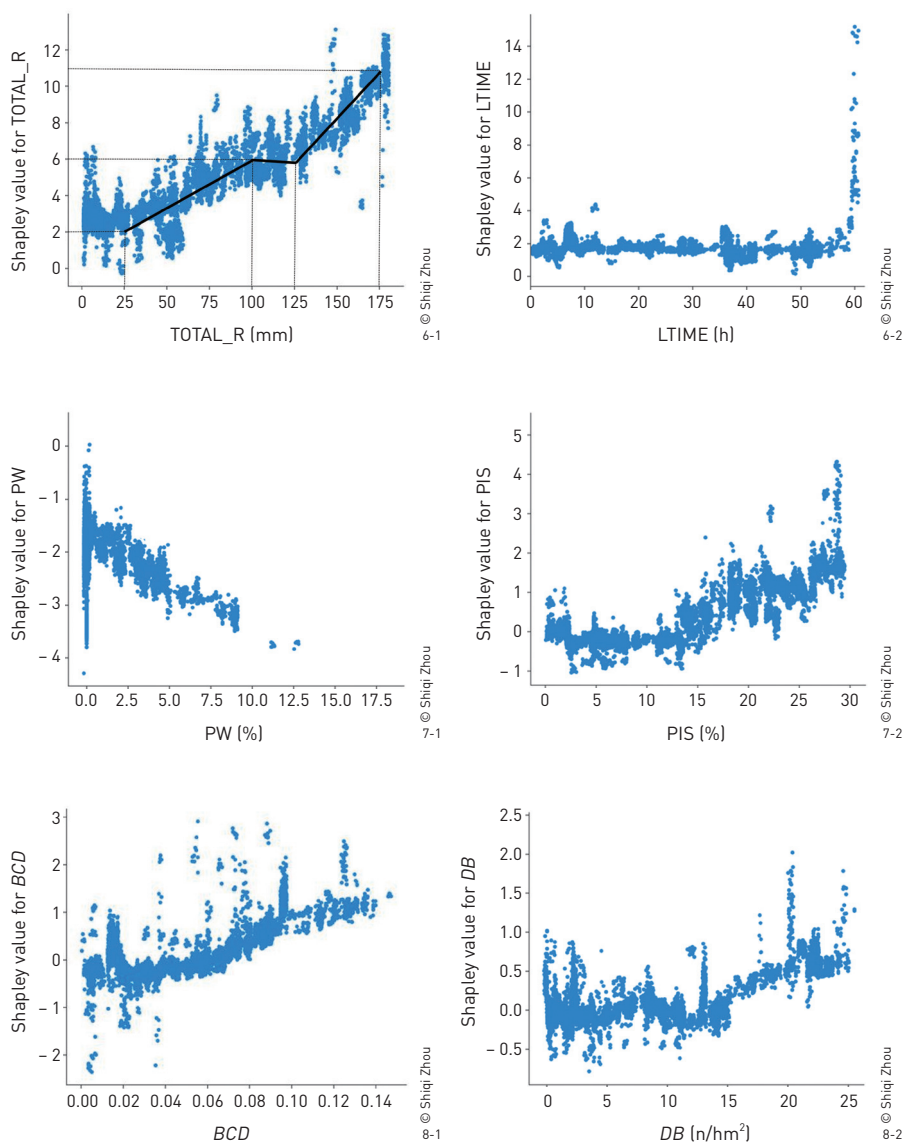 12
10
8
6
4
2
0
Shapley value for TOTAL_R
0 25 50 75 100 125 150 175
TOTAL_R (mm)
© Shiqi Zhou
6-1
14
12
10
8
6
4
2
0
Shapley value for LTIME
0 10 20 30 40 50 60
LTIME (h)
© Shiqi Zhou
6-2
0
– 1
– 2
– 3
– 4
Shapley value for PW
0.0 2.5 5.0 7.5 10.0 12.5 15.0 17.5
PW (%)
© Shiqi Zhou
7-1
5
4
3
2
1
0
– 1
Shapley value for PIS
0 5 10 15 20 25 30
PIS (%)
© Shiqi Zhou
7-2
3
2
1
0
– 1
– 2
Shapley value for BCD
0.00 0.02 0.04 0.06 0.08 0.10 0.12 0.14
BCD
© Shiqi Zhou
8-1
2.5
2.0
1.5
1.0
0.5
0.0
– 0.5
Shapley value for DB
0 5 10 15 20 25
DB (n/hm²)
© Shiqi Zhou
8-2